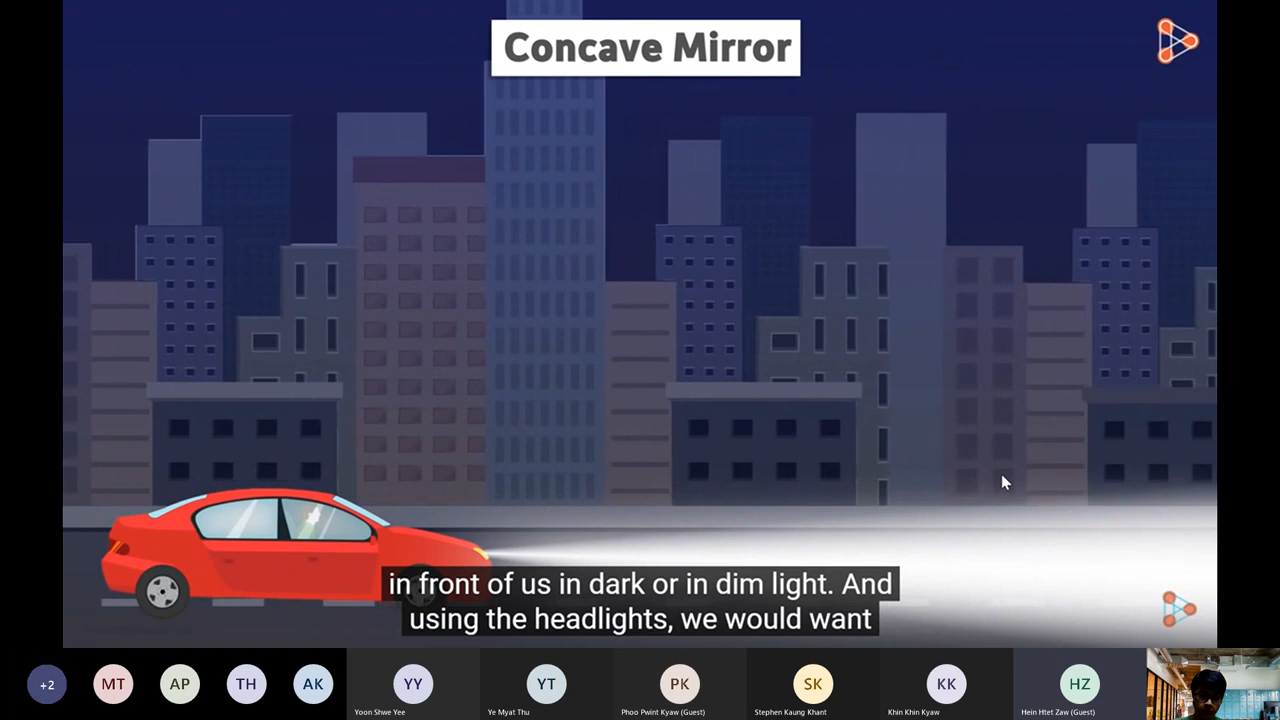 Concave Mirror
in front of us in dark or in dim light. And
using the headlights, we would want
+2
MT
AP
TH
AK
YY
YT
PK
SK
KK
HZ
Yoon Shwe Yee
Ye Myat Thu
Phoo Pwint Kyaw (Guest)
Stephen Kaung Khant
Khin Khin Kyaw
Hein Htet Zaw (Guest)